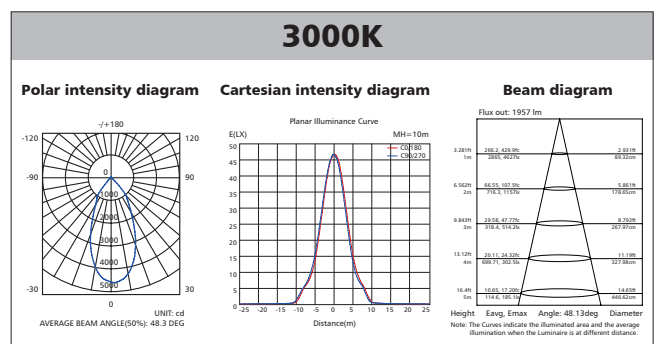 3000K
Polar intensity diagram
Cartesian intensity diagram
Beam diagram
-/+180
-120
120
-90
90
-30
30
0
0
1000
2000
3000
4000
5000
UNIT: cd
AVERAGE BEAM ANGLE(50%): 48.3 DEG
Planar Illuminance Curve
E(LX)
MH=10m
C0/180
C90/270
50
45
40
35
30
25
20
15
10
5
0
-25 -20 -15 -10 -5 0 5 10 15 20 25
Distance(m)
Flux out: 1957 lm
3.281ft 266.2, 429.9fc 2.931ft
1m 2865, 4627lx 89.32cm
6.562ft 66.55, 107.5fc 5.861ft
2m 716.3, 1157lx 178.65cm
9.843ft 29.58, 47.77fc 8.792ft
3m 318.4, 514.2lx 267.97cm
13.12ft 20.11, 24.32fc 11.19ft
4m 699.71, 302.5lx 327.98cm
16.4ft 10.65, 17.20fc 14.65ft
5m 114.6, 185.1lx 446.62cm
Height Eavg, Emax Angle: 48.13deg Diameter
Note: The Curves indicate the illuminated area and the average
illumination when the Luminaire is at different distance.